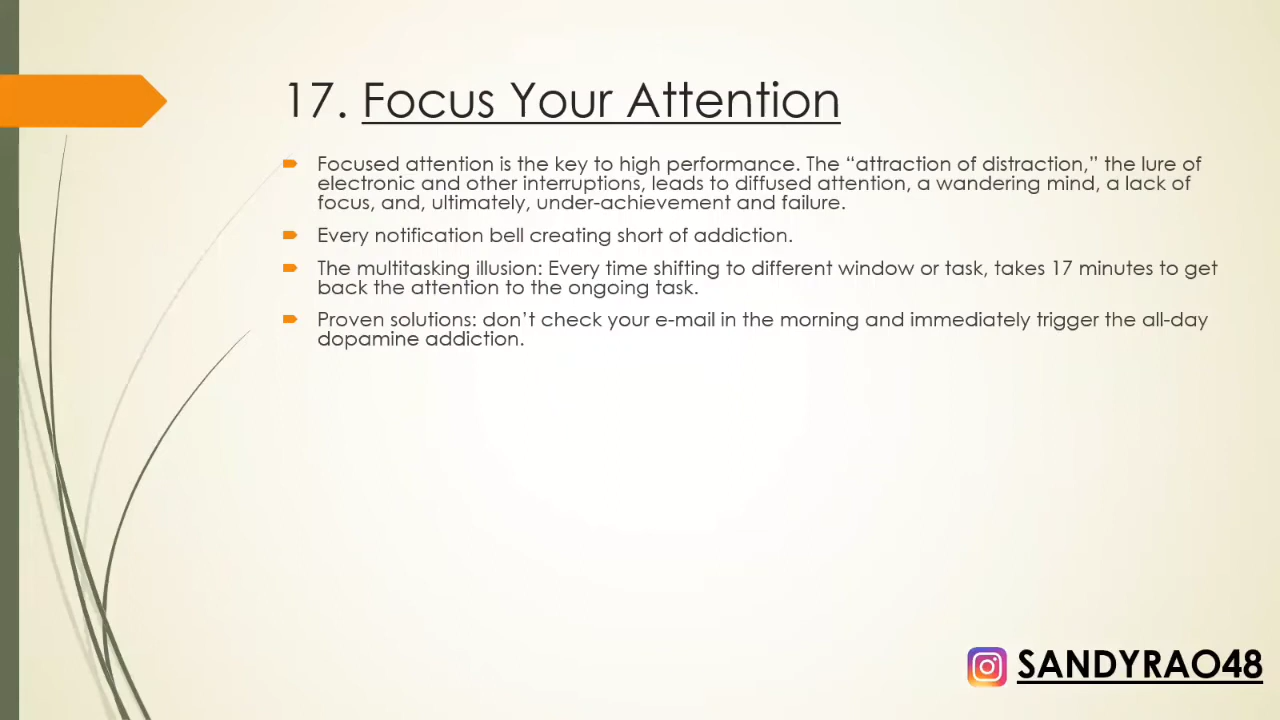 17. Focus Your Attention
Focused attention is the key to high performance. The “attraction of distraction,” the lure of
electronic and other interruptions, leads to diffused attention, a wandering mind, a lack of
focus, and, ultimately, under-achievement and failure.
Every notification bell creating short of addiction.
The multitasking illusion: Every time shifting to different window or task, takes 17 minutes to get
back the attention to the ongoing task.
Proven solutions: don’t check your e-mail in the morning and immediately trigger the all-day
dopamine addiction.
SANDYRAO48